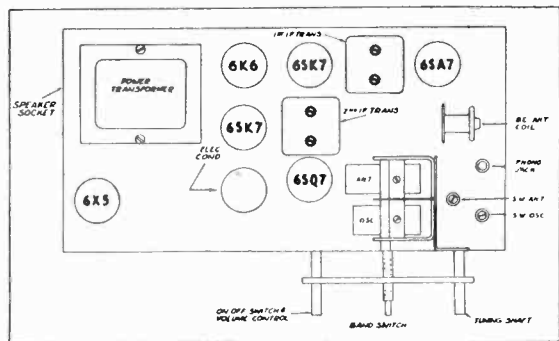 1ST IF TRANS
6K6
6SK7
6SA7
POWER
TRANSFORMER
SPEAKER
SOCKET
2ND IF TRANS
BC ANT
COIL
6SK7
ELEC
COND
PHONO
JACK
6SQ7
ANT
6X5
SW ANT
OSC
SW OSC
ON OFF SWITCH &
VOLUME CONTROL
BAND SWITCH
TUNING SHAFT